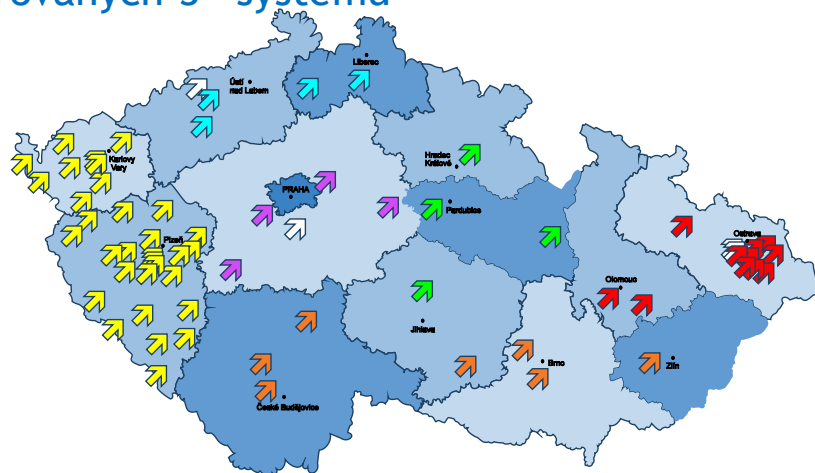 ovaných s systému
Liberec
Ústí
nad Labem
Karlovy
Vary
Hradec
Králové
PRAHA
Pardubice
Plzeň
Ostrava
Olomouc
Jihlava
Brno
Zlín
České Budějovice